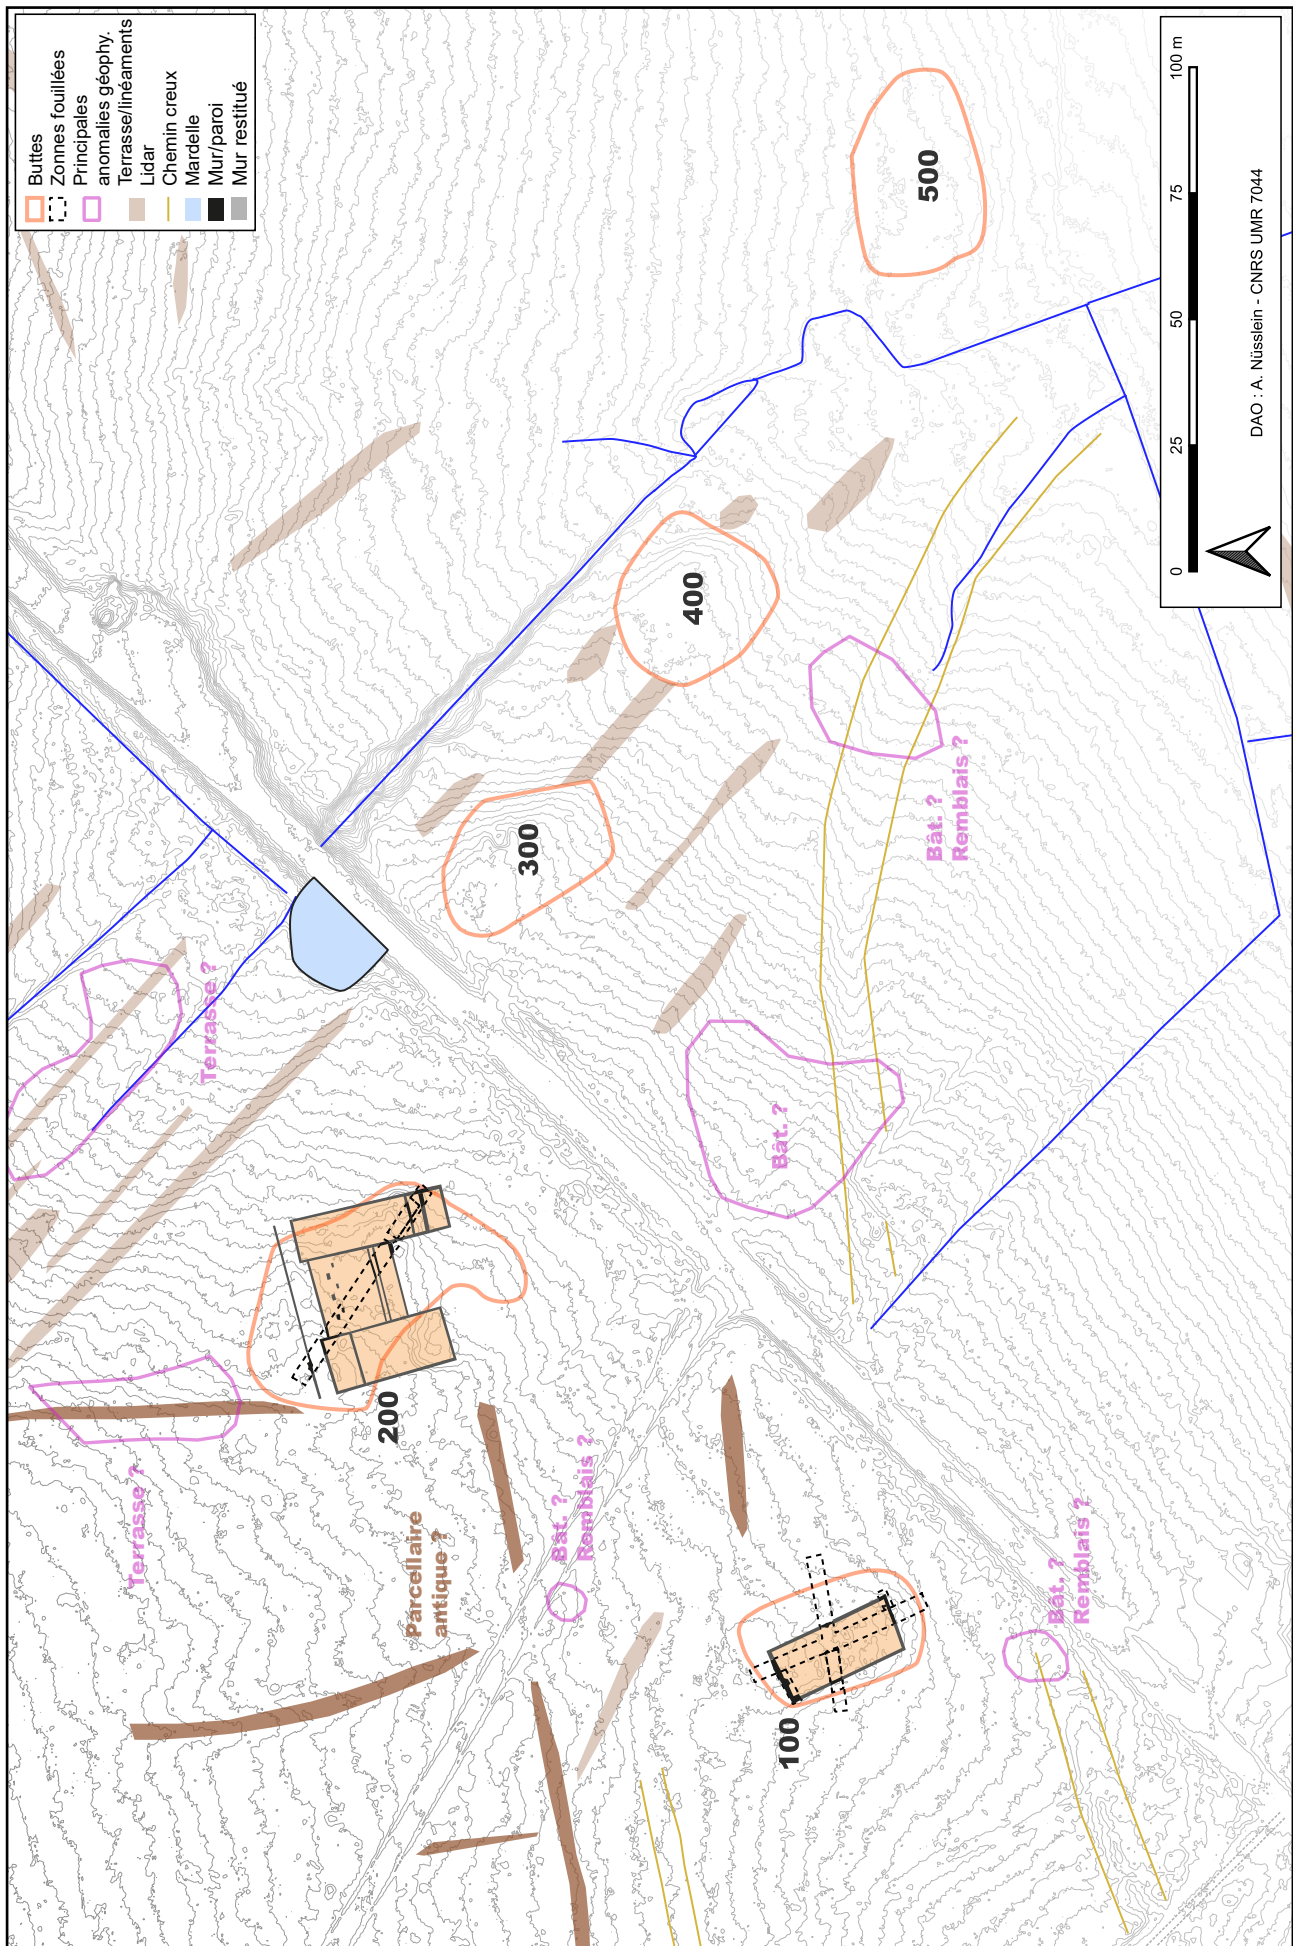 Buttes
Zonnes fouillées
Principales
anomalies géophy.
Terrasse/linéaments
Lidar
Chemin creux
Mardelle
Mur/paroi
Mur restitué
Terrasse ?
Terrasse ?
200
Parcellaire
antique ?
Bât. ?
Remblais ?
300
400
500
Bât. ?
Bât. ?
Remblais ?
100
Bât. ?
Remblais ?
0
25
50
75
100 m
DAO : A. Nüsslein - CNRS UMR 7044